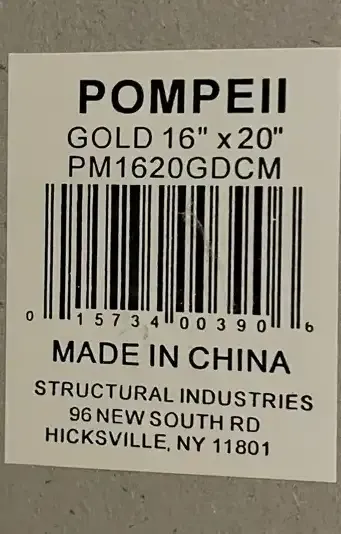 POMPEII
GOLD 16" x 20"
PM1620GDCM
0 15734 00390 6
MADE IN CHINA
STRUCTURAL INDUSTRIES
96 NEW SOUTH RD
HICKSVILLE, NY 11801